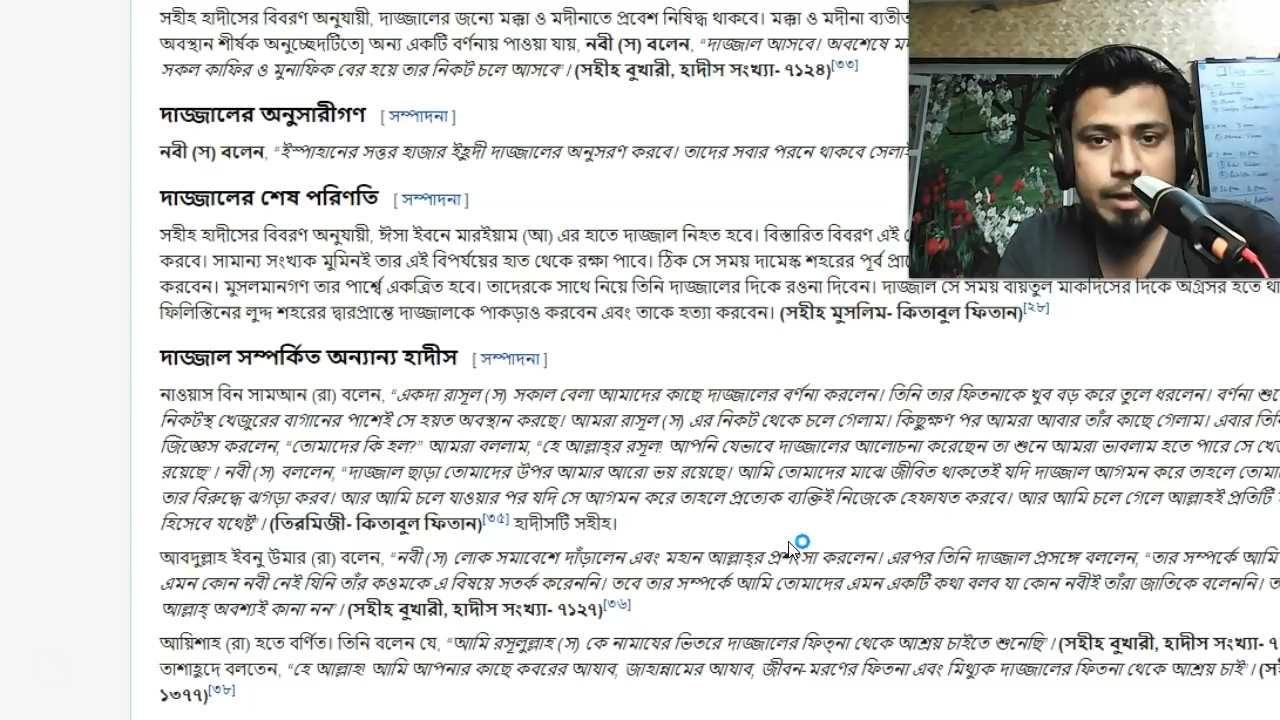 সহীহ হাদীসের বিবরণ অনুযায়ী, দাজ্জালের জন্যে মক্কা ও মদীনাতে প্রবেশ নিষিদ্ধ থাকবে। মক্কা ও মদীনা ব্যতীত
অবস্থান শীর্ষক অনুচ্ছেদটিতে] অন্য একটি বর্ণনায় পাওয়া যায়, নবী (স) বলেন, “দাজ্জাল আসবে। অবশেষে
সকল কাফির ও মুনাফিক বের হয়ে তার নিকট চলে আসবে”। (সহীহ বুখারী, হাদীস সংখ্যা- ৭১২৪)[৩৩]
দাজ্জালের অনুসারীগণ [ সম্পাদনা ]
নবী (স) বলেন, “ইস্পাহানের সত্তর হাজার ইহুদী দাজ্জালের অনুসরণ করবে। তাদের সবার পরনে থাকবে
দাজ্জালের শেষ পরিণতি [ সম্পাদনা ]
সহীহ হাদীসের বিবরণ অনুযায়ী, ঈসা ইবনে মারইয়াম (আ) এর হাতে দাজ্জাল নিহত হবে। বিস্তারিত বিবরণ এই
করবে। সামান্য সংখ্যক মুমিনই তার এই বিপর্যয়ের হাত থেকে রক্ষা পাবে। ঠিক সে সময় দামেস্ক শহরের পূর্ব
করবেন। মুসলমানগণ তার পার্শ্বে একত্রিত হবে। তাদেরকে সাথে নিয়ে তিনি দাজ্জালের দিকে রওনা দিবেন। দাজ্জাল সে সময় বায়তুল মাকদিসের দিকে অগ্রসর হতে
ফিলিস্তিনের লুদ্দ শহরের দ্বরপ্রান্তে দাজ্জালকে পাকড়াও করবেন এবং তাকে হত্যা করবেন। (সহীহ মুসলিম- কিতাবুল ফিতান)[২৮]
দাজ্জাল সম্পর্কিত অন্যান্য হাদীস [ সম্পাদনা ]
নাওয়াস বিন সামআন (রা) বলেন, “একদা রাসূল (স) সকাল বেলা আমাদের কাছে দাজ্জালের বর্ণনা করলেন। তিনি তার ফিতনাকে খুব বড় করে তুলে ধরলেন। বর্ণনা
নিকটস্থ খেজুরের বাগানের পাশেই সে হয়ত অবস্থান করছে। আমরা রাসূল (স) এর নিকট থেকে চলে গেলাম। কিছুক্ষণ পর আমরা আবার তাঁর কাছে গেলাম। এবার
জিজ্ঞেস করলেন, “তোমাদের কি হল?” আমরা বললাম, “হে আল্লাহ্‌র রসূল! আপনি যেভাবে দাজ্জালের আলোচনা করেছেন তা শুনে আমরা ভাবলাম হতে পারে সে
রয়েছে”। নবী (স) বললেন, “দাজ্জাল ছাড়া তোমাদের উপর আমার আরো ভয় রয়েছে। আমি তোমাদের মাঝে জীবিত থাকতেই যদি দাজ্জাল আগমন করে তাহলে
তার বিরুদ্ধে ঝগড়া করব। আর আমি চলে যাওয়ার পর যদি সে আগমন করে তাহলে প্রত্যেক ব্যক্তিই নিজেকে হেফাযত করবে। আর আমি চলে গেলে আল্লাহই প্রতিটি
হিসেবে যথেষ্ট”। (তিরমিজী- কিতাবুল ফিতান)[৩৫] হাদীসটি সহীহ।
আবদুল্লাহ ইবনু উমার (রা) বলেন, “নবী (স) লোক সমাবেশে দাঁড়ালেন এবং মহান আল্লাহ্‌র প্রশংসা করলেন। এরপর তিনি দাজ্জাল প্রসঙ্গে বললেন, “তার সম্পর্কে আমি
এমন কোন নবী নেই যিনি তাঁর কওমকে এ বিষয়ে সতর্ক করেননি। তবে তার সম্পর্কে আমি তোমাদের এমন একটি কথা বলব যা কোন নবীই তাঁরা জাতিকে বলেননি।
আল্লাহ্‌ অবশ্যই কানা নন”। (সহীহ বুখারী, হাদীস সংখ্যা- ৭১২৭)[৩৬]
আয়িশাহ (রা) হতে বর্ণিত। তিনি বলেন যে, “আমি রসূলুল্লাহ (স) কে নামাযের ভিতরে দাজ্জালের ফিত্‌না থেকে আশ্রয় চাইতে শুনেছি”। (সহীহ বুখারী, হাদীস সংখ্যা-
তাশাহুদে বলতেন, “হে আল্লাহ! আমি আপনার কাছে কবরের আযাব, জাহান্নামের আযাব, জীবন-মরণের ফিতনা এবং মিথ্যুক দাজ্জালের ফিতনা থেকে আশ্রয় চাই”।
১৩৭৭)[৩৮]